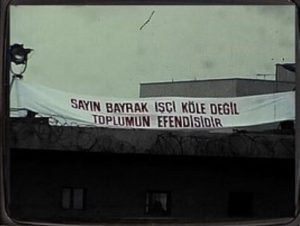 SAYIN BAYRAK İŞÇİ KÖLE DEĞİL
TOPLUMUN EFENDİSİDİR